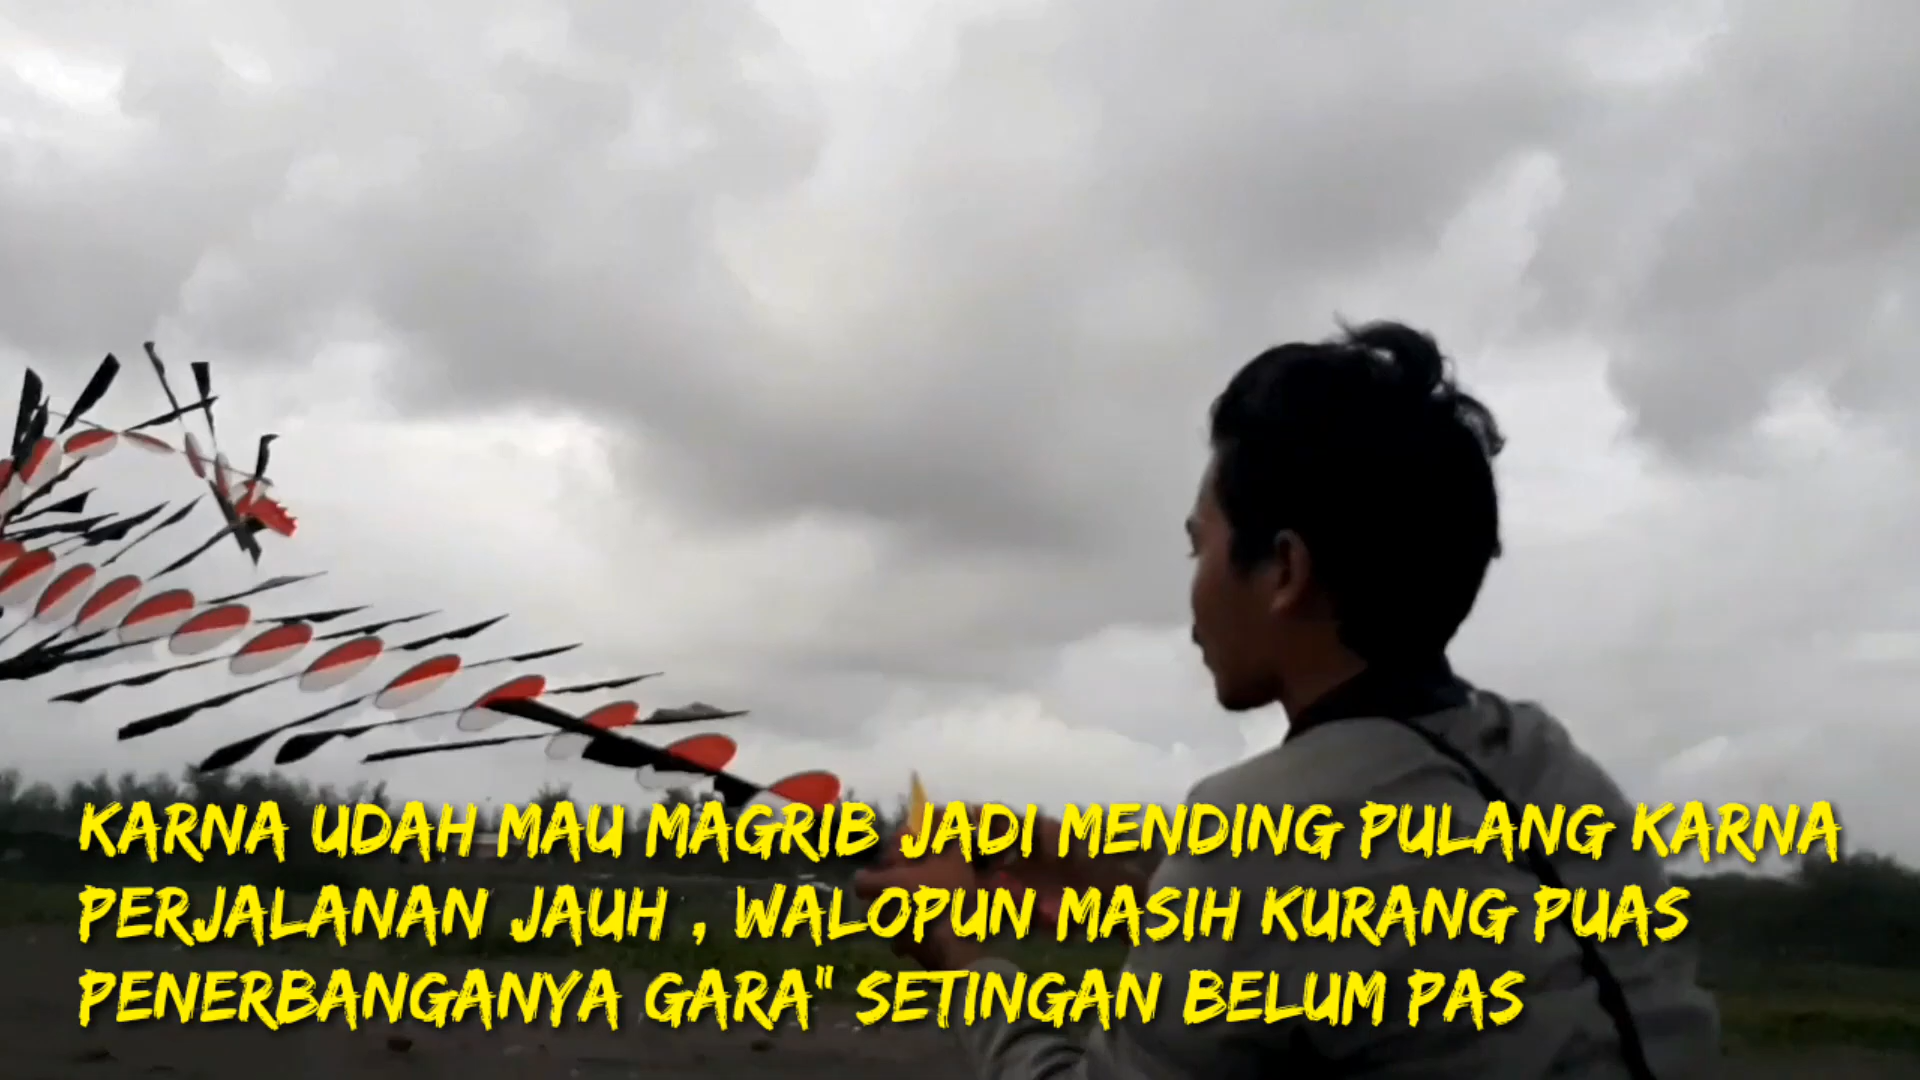 KARNA UDAH MAU MAGRIB JADI MENDING PULANG KARNA
PERJALANAN JAUH , WALOPUN MASIH KURANG PUAS
PENERBANGANYA GARA" SETINGAN BELUM PAS